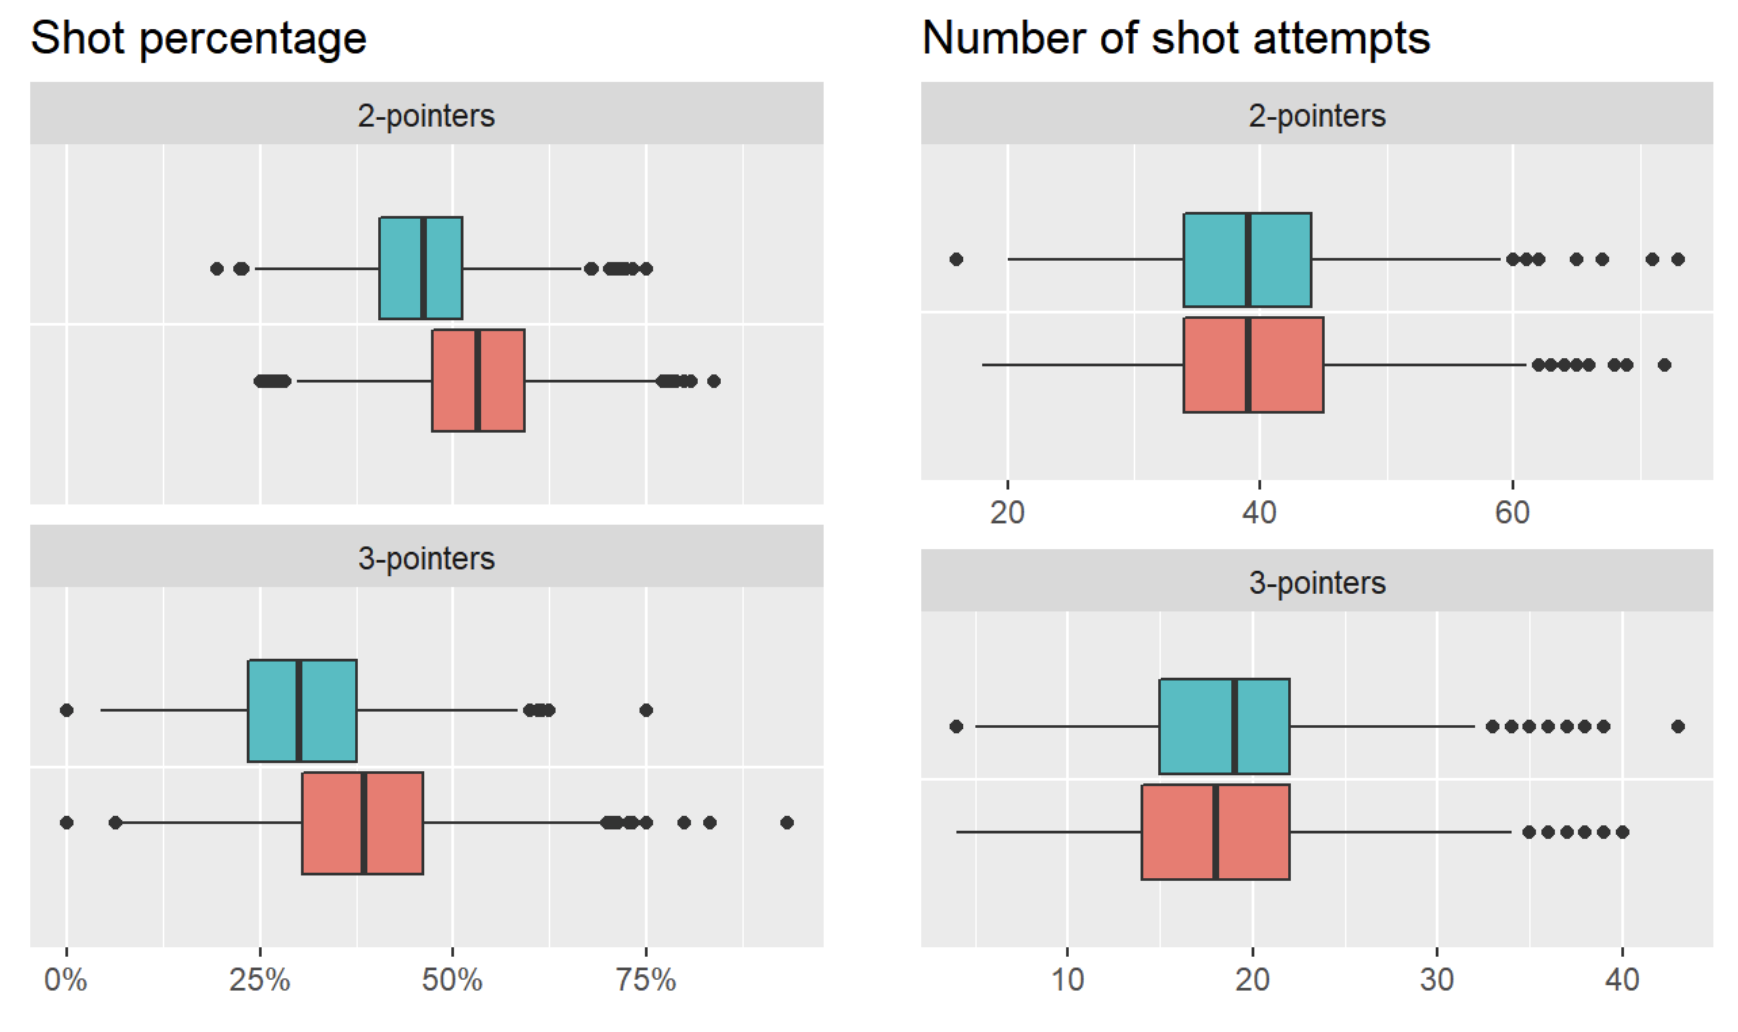 Shot percentage
2-pointers
3-pointers
0% 25% 50% 75%
Number of shot attempts
2-pointers
20 40 60
3-pointers
10 20 30 40